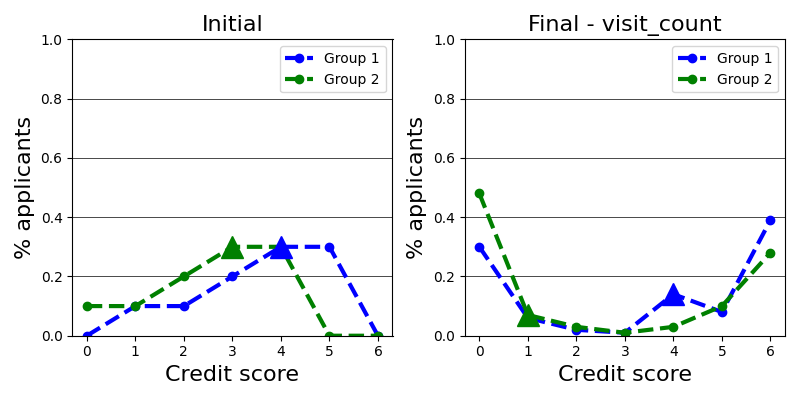 Initial
Final - visit_count
1.0
0.8
0.6
0.4
0.2
0.0
% applicants
Group 1
Group 2
0 1 2 3 4 5 6
Credit score
1.0
0.8
0.6
0.4
0.2
0.0
% applicants
Group 1
Group 2
0 1 2 3 4 5 6
Credit score